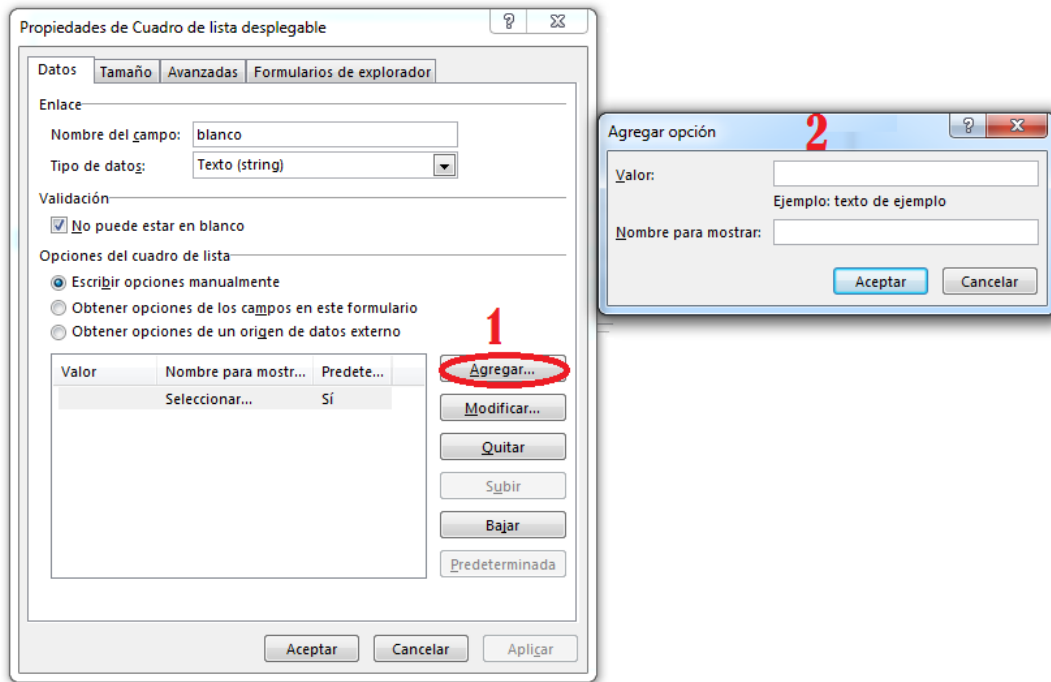 Propiedades de Cuadro de lista desplegable
Datos Tamaño Avanzadas Formularios de explorador
Enlace
Nombre del campo: blanco
Tipo de datos: Texto (string)
Validación
No puede estar en blanco
Opciones del cuadro de lista
Escribir opciones manualmente
Obtener opciones de los campos en este formulario
Obtener opciones de un origen de datos externo
1
Valor Nombre para mostr... Predete...
Seleccionar... Sí
Agregar...
Modificar...
Quitar
Subir
Bajar
Predeterminada
Aceptar Cancelar Aplicar
Agregar opción
2
Valor:
Ejemplo: texto de ejemplo
Nombre para mostrar:
Aceptar Cancelar